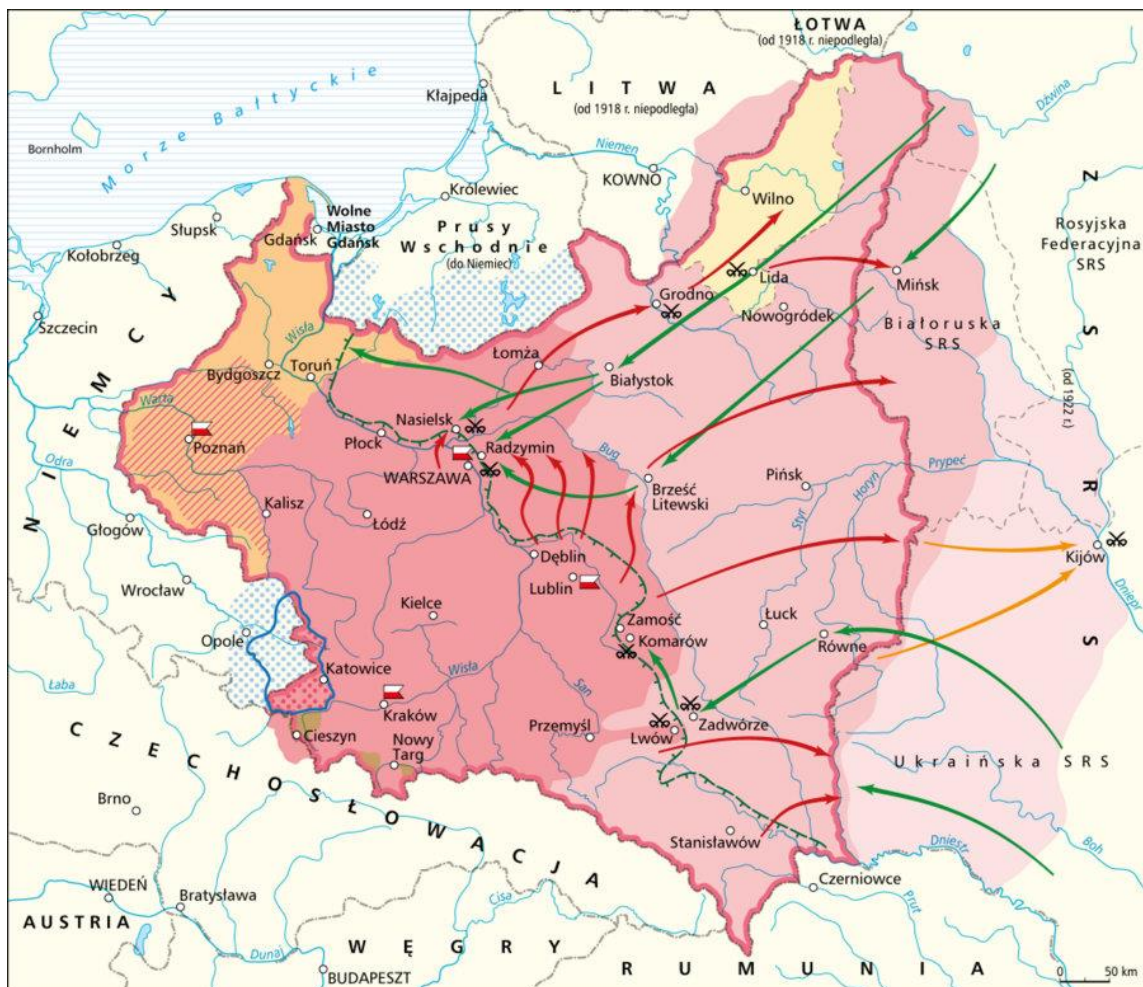 ŁOTWA
(od 1918 r. niepodległa)
LITWA
(od 1918 r. niepodległa)
Dźwina
Kłajpeda
Morze Bałtyckie
Bornholm
Niemen
KOWNO
Wilno
Królewiec
Słupsk
Wolne
Miasto
Gdańsk
Gdańsk
Prusy
Wschodnie
(do Niemiec)
Kołobrzeg
Rosyjska
Federacyjna
SRS
ZSRS
(od 1922 r.)
Szczecin
NIEMCY
Lida
Mińsk
Grodno
Nowogródek
Białoruska
SRS
Wisła
Łomża
Białystok
Bydgoszcz
Toruń
Warta
Nasielsk
Płock
Radzymin
Poznań
WARSZAWA
Bug
Odra
Brześć
Litewski
Pińsk
Prypeć
Horyń
Styr
Kalisz
Łódź
Głogów
Dęblin
Kijów
Lublin
Dniepr
Wrocław
Kielce
Zamość
Łuck
Komarów
Równe
Opole
Katowice
Wisła
San
Łaba
Kraków
Przemyśl
Lwów
Zadwórze
Cieszyn
Nowy
Targ
Ukraińska SRS
CZECHOSŁOWACJA
Brno
Stanisławów
Dniestr
Boh
Czerniowce
WIEDEŃ
Bratysława
Cisa
Prut
AUSTRIA
Dunaj
WĘGRY
BUDAPESZT
RUMUNIA
0 50 km